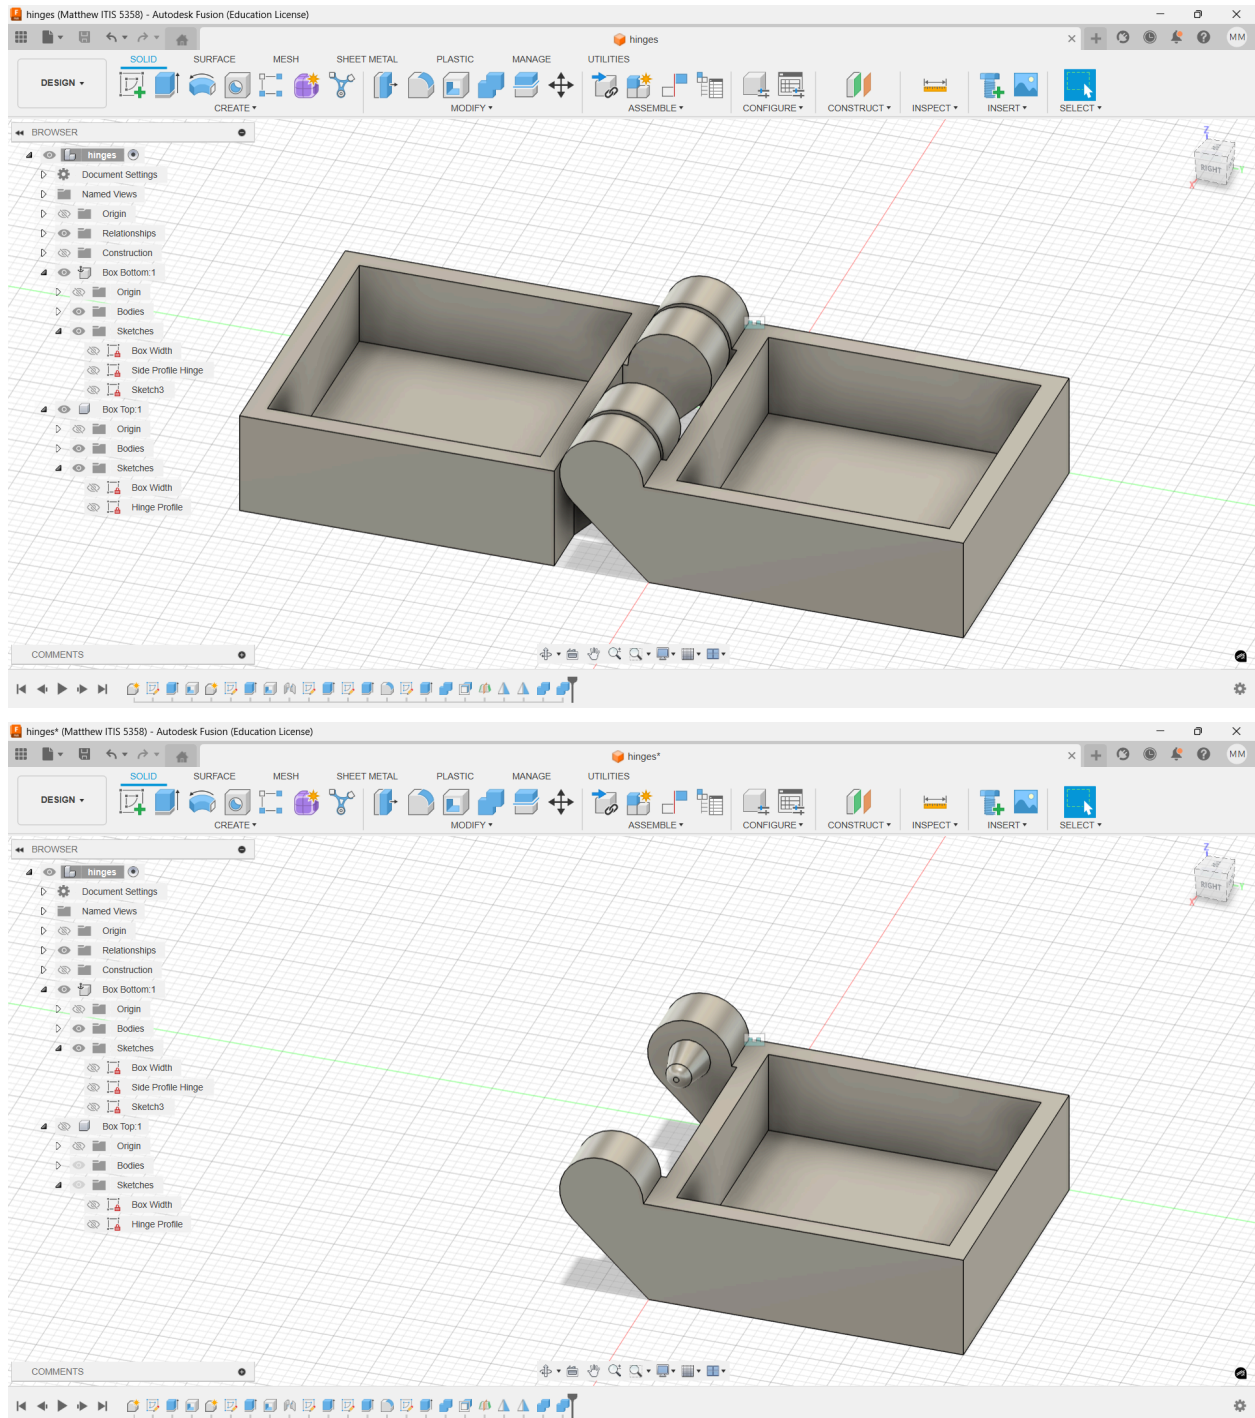 hinges (Matthew ITIS 5358) - Autodesk Fusion (Education License)
hinges
MM
SOLID SURFACE MESH SHEET METAL PLASTIC MANAGE UTILITIES
DESIGN
CREATE MODIFY ASSEMBLE CONFIGURE CONSTRUCT INSPECT INSERT SELECT
BROWSER
hinges
Document Settings
Named Views
Origin
Relationships
Construction
Box Bottom:1
Origin
Bodies
Sketches
Box Width
Side Profile Hinge
Sketch3
Box Top:1
Origin
Bodies
Sketches
Box Width
Hinge Profile
Z
RIGHT
Y
X
COMMENTS
hinges* (Matthew ITIS 5358) - Autodesk Fusion (Education License)
hinges*
MM
SOLID SURFACE MESH SHEET METAL PLASTIC MANAGE UTILITIES
DESIGN
CREATE MODIFY ASSEMBLE CONFIGURE CONSTRUCT INSPECT INSERT SELECT
BROWSER
hinges
Document Settings
Named Views
Origin
Relationships
Construction
Box Bottom:1
Origin
Bodies
Sketches
Box Width
Side Profile Hinge
Sketch3
Box Top:1
Origin
Bodies
Sketches
Box Width
Hinge Profile
Z
RIGHT
Y
X
COMMENTS